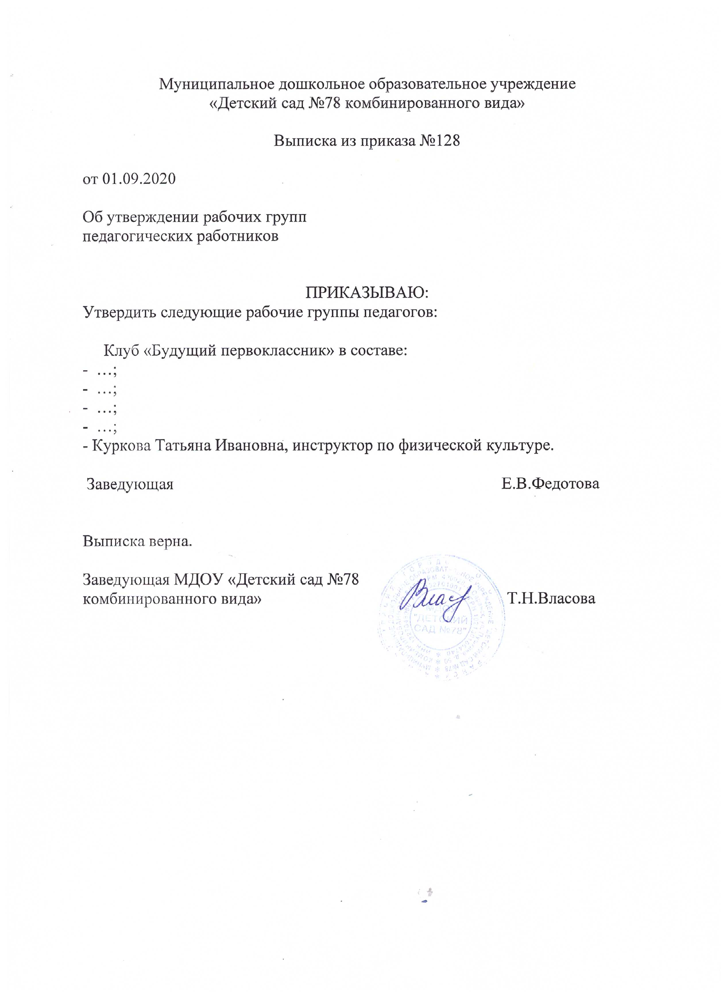 Муниципальное дошкольное образовательное учреждение
«Детский сад №78 комбинированного вида»
Выписка из приказа №128
от 01.09.2020
Об утверждении рабочих групп
педагогических работников
ПРИКАЗЫВАЮ:
Утвердить следующие рабочие группы педагогов:
Клуб «Будущий первоклассник» в составе:
- …;
- …;
- …;
- …;
- Куркова Татьяна Ивановна, инструктор по физической культуре.
Заведующая Е.В.Федотова
Выписка верна.
Заведующая МДОУ «Детский сад №78
комбинированного вида» Т.Н.Власова
МДОУ
"ДЕТСКИЙ
САД №78"